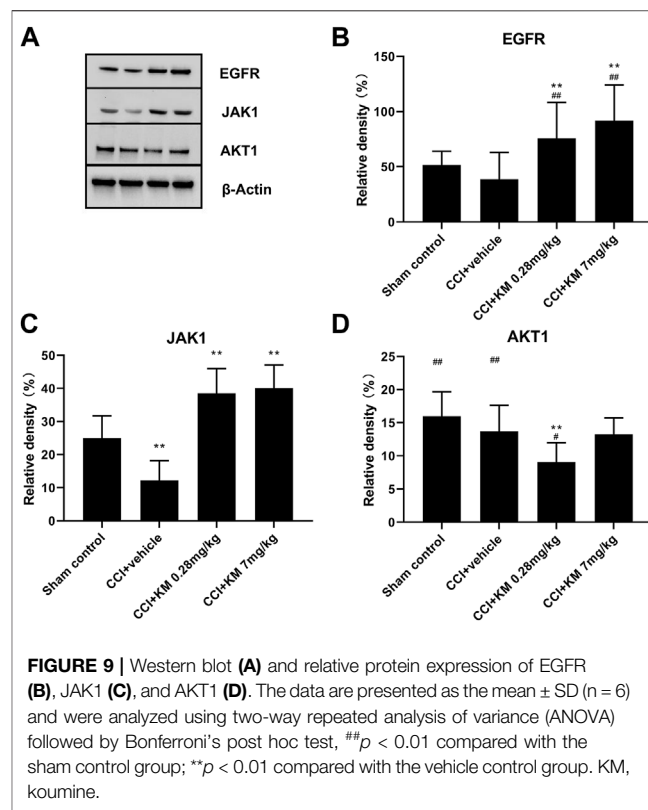 A
EGFR
JAK1
AKT1
β-Actin
B
EGFR
Relative density (%)
150
100
50
0
**
##
**
##
Sham control
CCI+vehicle
CCI+KM 0.28mg/kg
CCI+KM 7mg/kg
C
JAK1
Relative density (%)
50
40
30
20
10
0
**
**
**
Sham control
CCI+vehicle
CCI+KM 0.28mg/kg
CCI+KM 7mg/kg
D
AKT1
Relative density (%)
25
20
15
10
5
0
##
##
**
#
Sham control
CCI+vehicle
CCI+KM 0.28mg/kg
CCI+KM 7mg/kg
FIGURE 9 | Western blot (A) and relative protein expression of EGFR
(B), JAK1 (C), and AKT1 (D). The data are presented as the mean ± SD (n = 6)
and were analyzed using two-way repeated analysis of variance (ANOVA)
followed by Bonferroni's post hoc test, ##p < 0.01 compared with the
sham control group; **p < 0.01 compared with the vehicle control group. KM,
koumine.